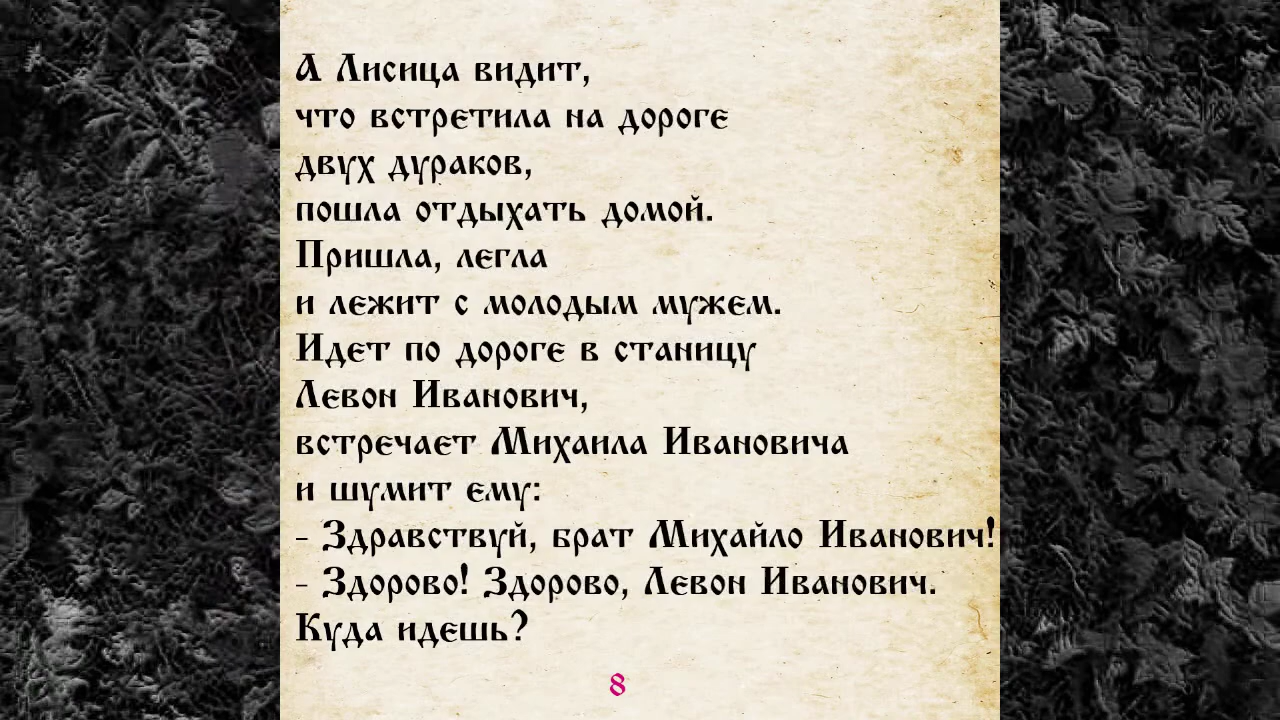 А Лисица видит,
что встретила на дороге
двух дураков,
пошла отдыхать домой.
Пришла, легла
и лежит с молодым мужем.
Идет по дороге в станицу
Левон Иванович,
встречает Михаила Ивановича
и шумит ему:
- Здравствуй, брат Михайло Иванович!
- Здорово! Здорово, Левон Иванович.
Куда идешь?
8